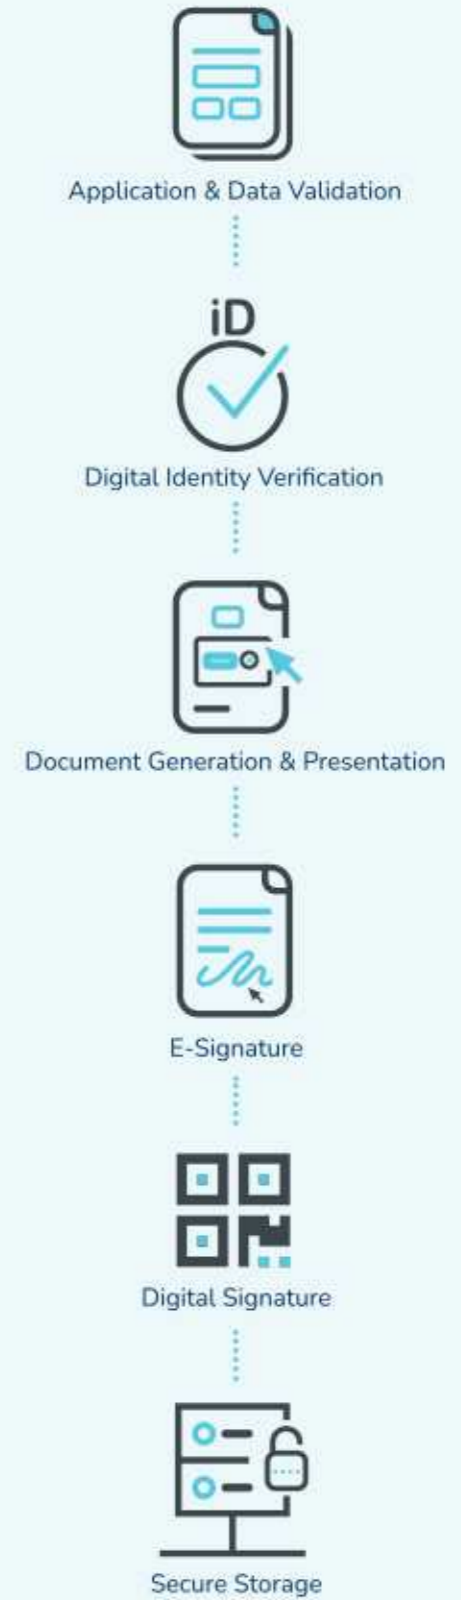 Application & Data Validation
iD
Digital Identity Verification
Document Generation & Presentation
E-Signature
Digital Signature
Secure Storage